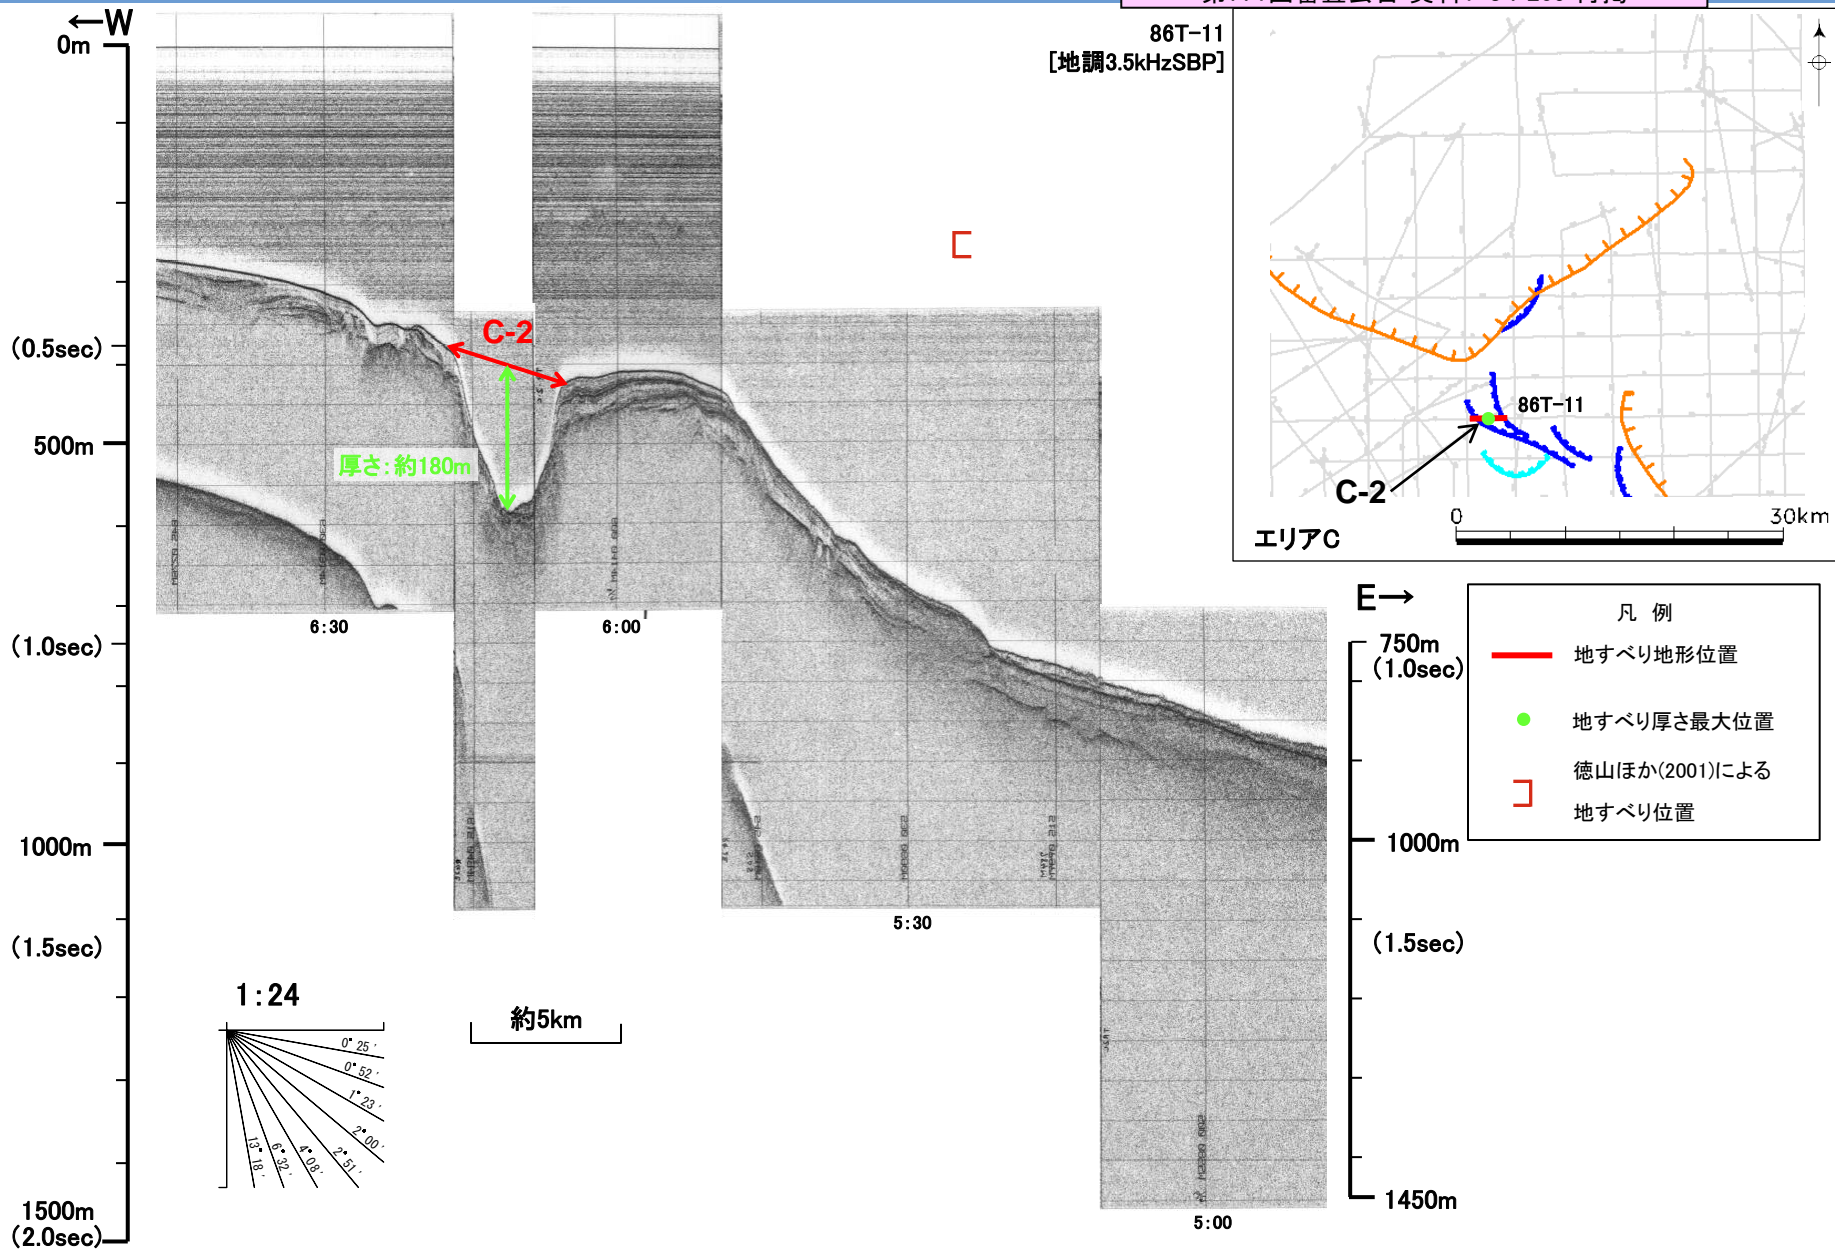 ←W
0m
(0.5sec)
500m
(1.0sec)
1000m
(1.5sec)
1500m
(2.0sec)
86T-11
[地調3.5kHzSBP]
C-2
厚さ:約180m
6:30
6:00
5:30
5:00
1:24
0°25′
0°52′
1°23′
2°00′
2°51′
4°08′
6°32′
13°18′
約5km
E→
750m
(1.0sec)
1000m
(1.5sec)
1450m
86T-11
C-2
エリアC
0
30km
凡 例
地すべり地形位置
地すべり厚さ最大位置
徳山ほか(2001)による
地すべり位置